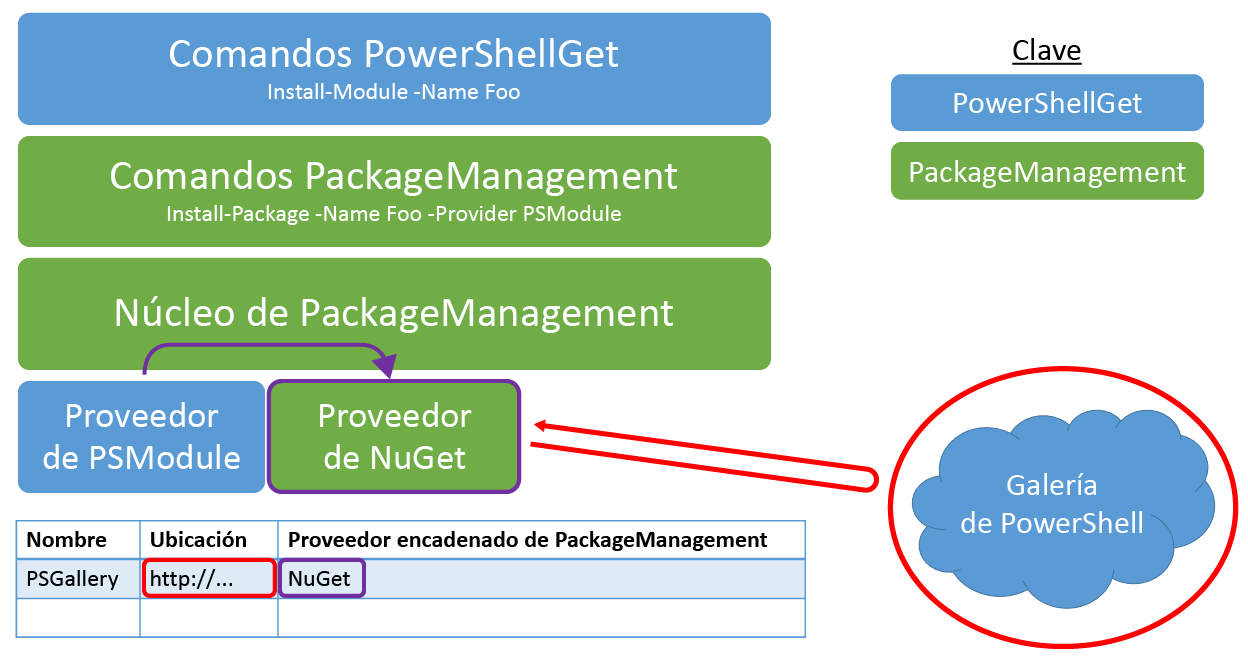 Comandos PowerShellGet
Install-Module -Name Foo
Comandos PackageManagement
Install-Package -Name Foo -Provider PSModule
Núcleo de PackageManagement
Proveedor
de PSModule
Proveedor
de NuGet
Clave
PowerShellGet
PackageManagement
Galería
de PowerShell
Nombre Ubicación Proveedor encadenado de PackageManagement
PSGallery http://... NuGet